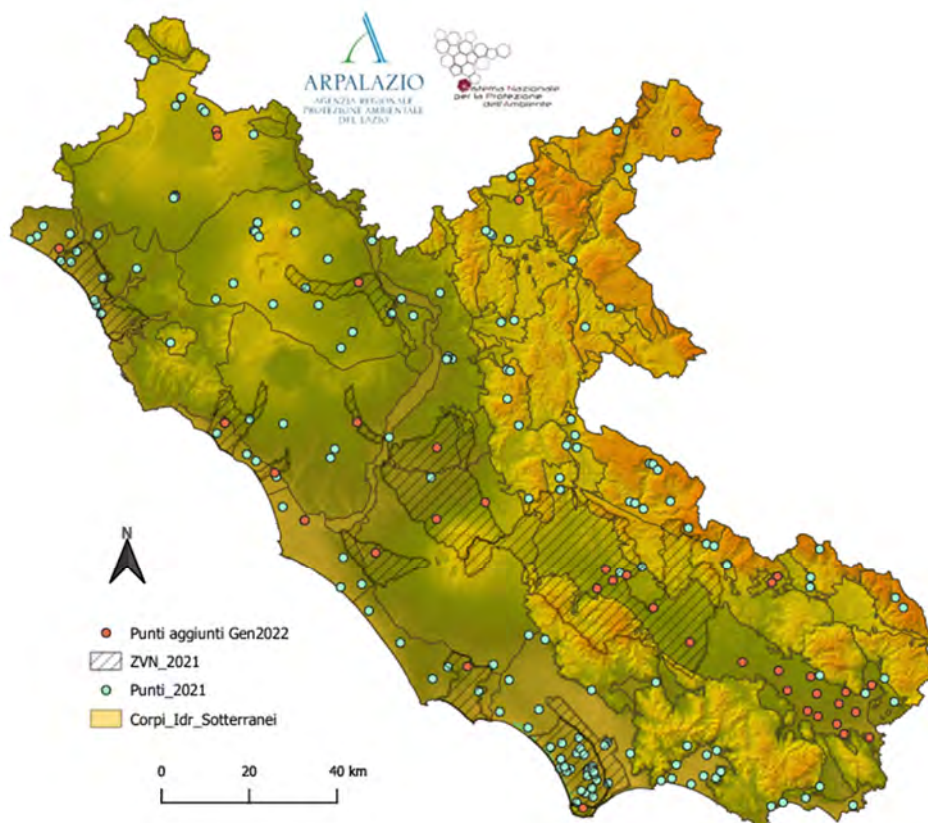 ARPALAZIO
AGENZIA REGIONALE
PROTEZIONE AMBIENTALE
DEL LAZIO
Sistema Nazionale
per la Protezione
dell'Ambiente
N
Punti aggiunti Gen2022
ZVN_2021
Punti_2021
Corpi_Idr_Sotterranei
0 20 40 km